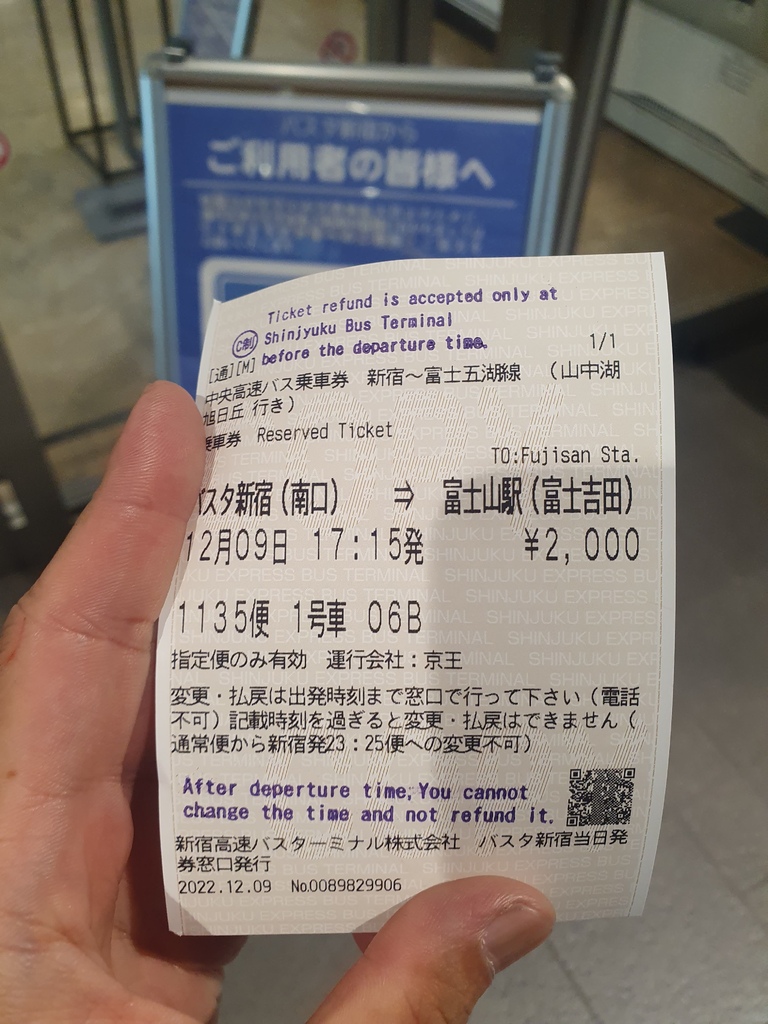 バスタ新宿から
ご利用者の皆様へ
Ticket refund is accepted only at
C制 Shinjyuku Bus Terminal
before the departure time.
[通][M]
1/1
中央高速バス乗車券 新宿～富士五湖線 (山中湖
旭日丘 行き)
乗車券 Reserved Ticket
TO:Fujisan Sta.
バスタ新宿(南口) ⇒ 富士山駅(富士吉田)
12月09日 17:15発 ¥2,000
1135便 1号車 06B
指定便のみ有効 運行会社:京王
変更・払戻は出発時刻まで窓口で行って下さい(電話
不可)記載時刻を過ぎると変更・払戻はできません(
通常便から新宿発23:25便への変更不可)
After departure time,You cannot
change the time and not refund it.
新宿高速バスターミナル株式会社 バスタ新宿当日発
券窓口発行
2022.12.09 No.0089829906